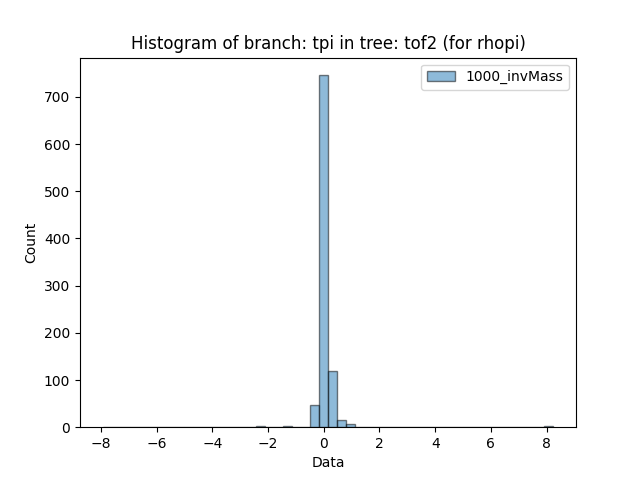 Histogram of branch: tpi in tree: tof2 (for rhopi)
1000_invMass
Count
700
600
500
400
300
200
100
0
−8 −6 −4 −2 0 2 4 6 8
Data